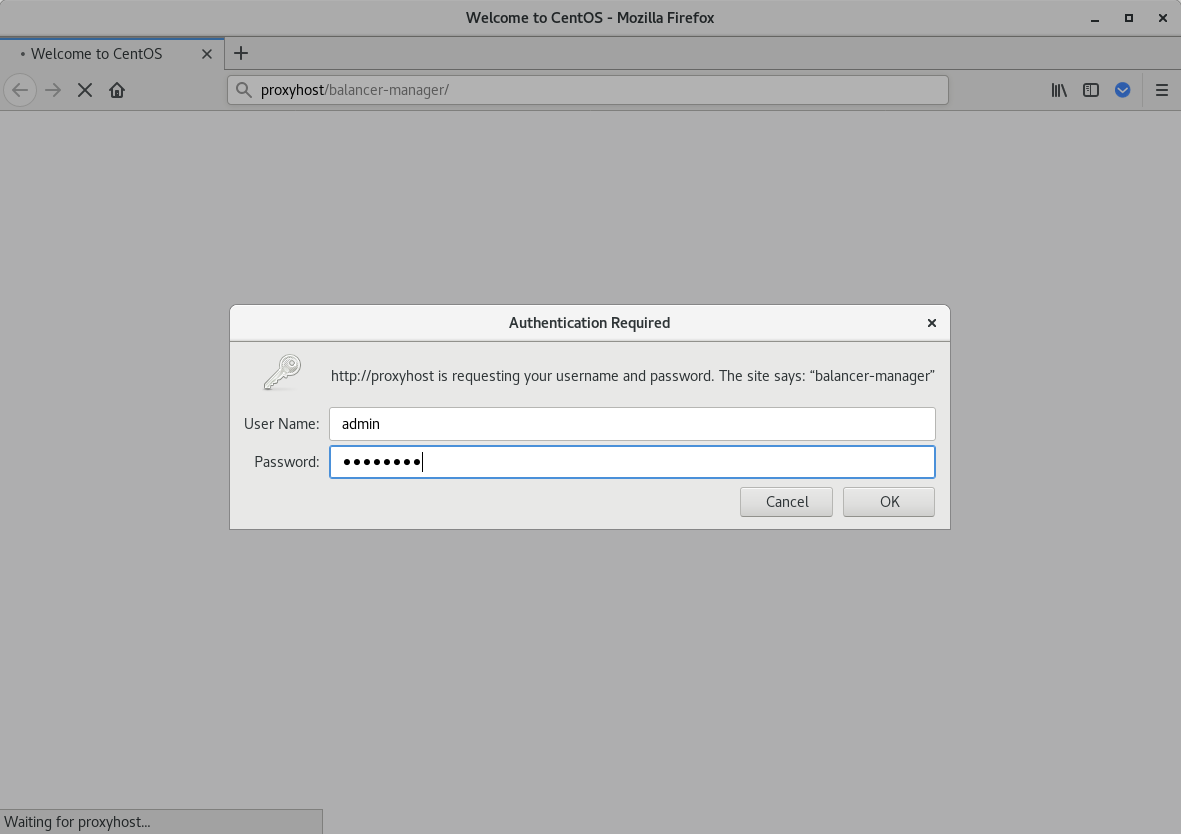 Welcome to CentOS - Mozilla Firefox
Welcome to CentOS
proxyhost/balancer-manager/
Authentication Required
http://proxyhost is requesting your username and password. The site says: “balancer-manager”
User Name: admin
Password: ●●●●●●●●
Cancel OK
Waiting for proxyhost...